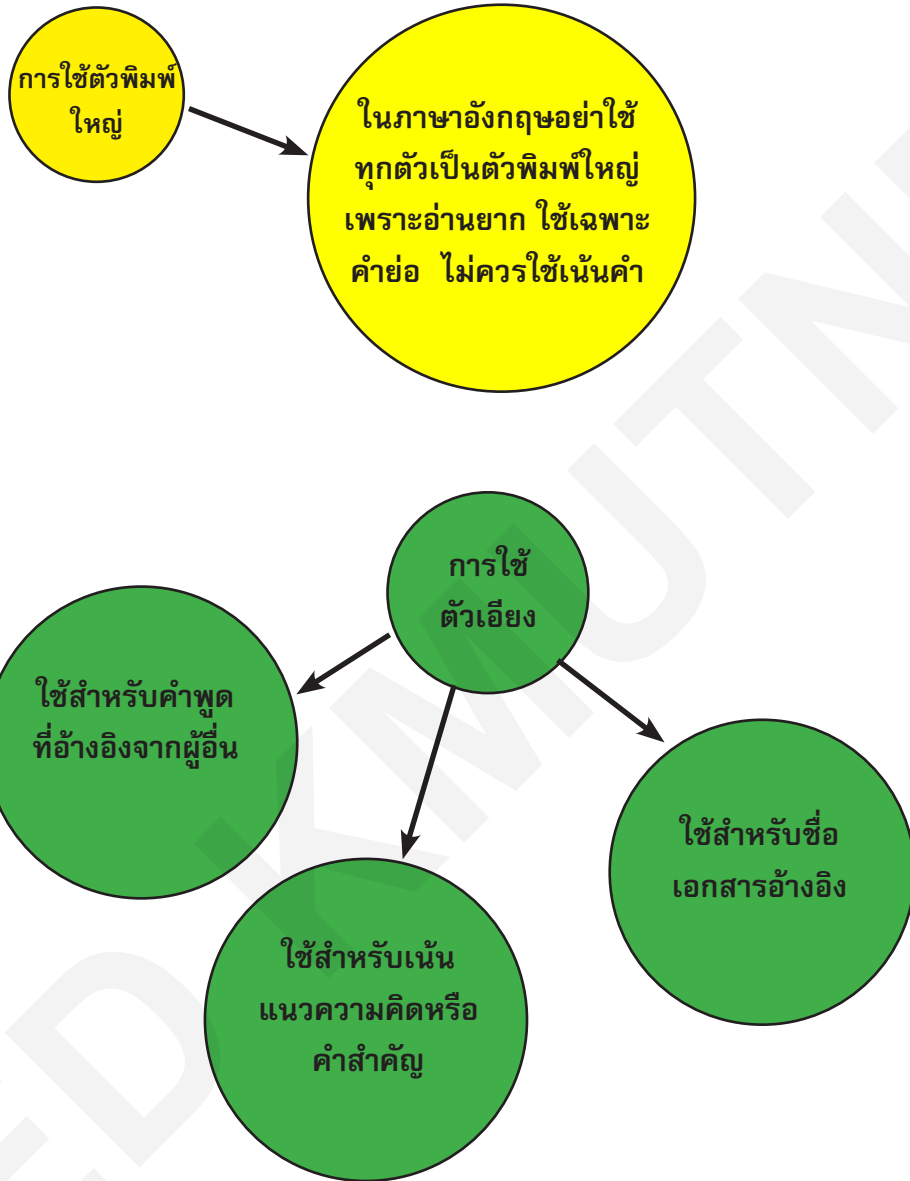 การใช้ตัวพิมพ์
ใหญ่
ในภาษาอังกฤษอย่าใช้
ทุกตัวเป็นตัวพิมพ์ใหญ่
เพราะอ่านยาก ใช้เฉพาะ
คำย่อ ไม่ควรใช้เน้นคำ
การใช้
ตัวเอียง
ใช้สำหรับคำพูด
ที่อ้างอิงจากผู้อื่น
ใช้สำหรับชื่อ
เอกสารอ้างอิง
ใช้สำหรับเน้น
แนวความคิดหรือ
คำสำคัญ
ED KMUTN